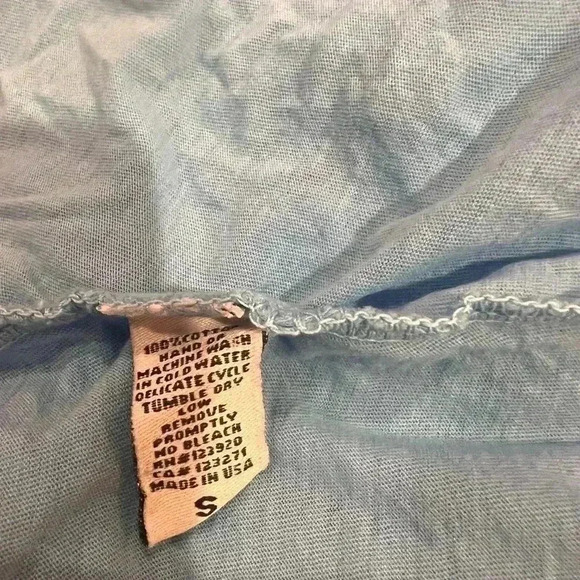 100% COTTON
HAND OR
MACHINE WASH
IN COLD WATER
DELICATE CYCLE
TUMBLE DRY
LOW
REMOVE
PROMPTLY
NO BLEACH
RN#123920
CA#123271
MADE IN USA
S